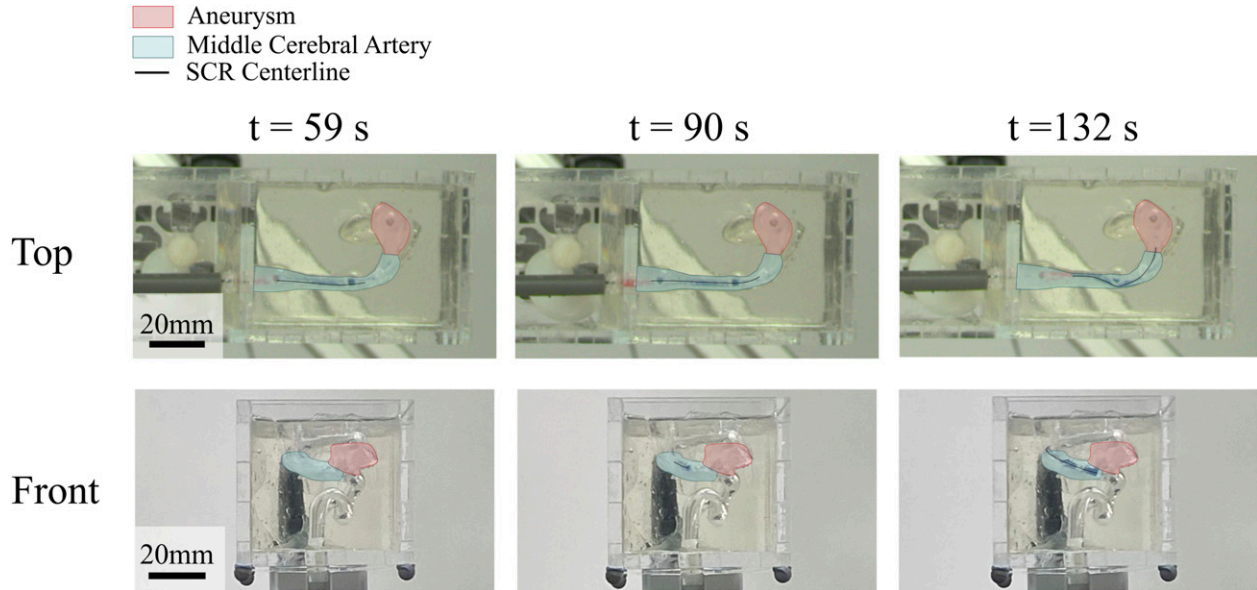 Aneurysm
Middle Cerebral Artery
SCR Centerline
t = 59 s
t = 90 s
t =132 s
Top
20mm
Front
20mm